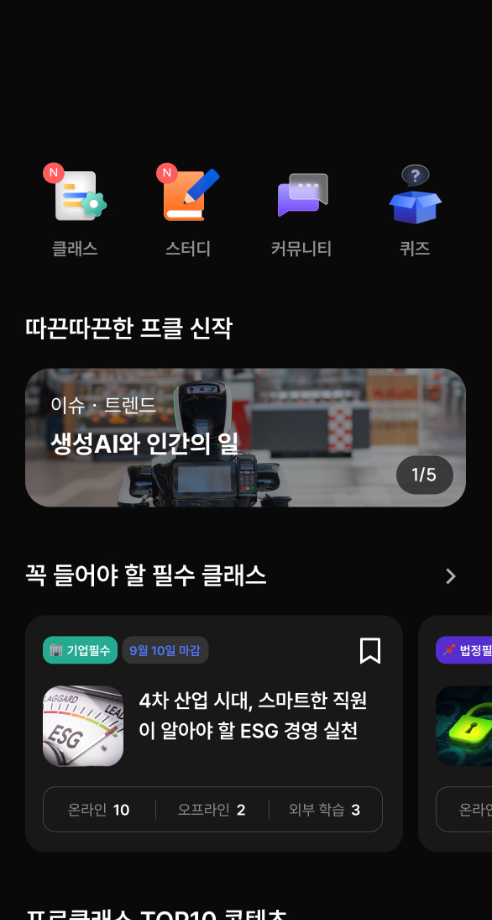 N
N
?
클래스
스터디
커뮤니티
퀴즈
따끈따끈한 프클 신작
이슈 · 트렌드
생성AI와 인간의 일
1/5
꼭 들어야 할 필수 클래스
기업필수
9월 10일 마감
법정필
LAGGARD
LEAD
ESG
4차 산업 시대, 스마트한 직원
이 알아야 할 ESG 경영 실천
온라인 10
오프라인 2
외부 학습 3
온라인
프로클래스 TOP10 콘텐츠